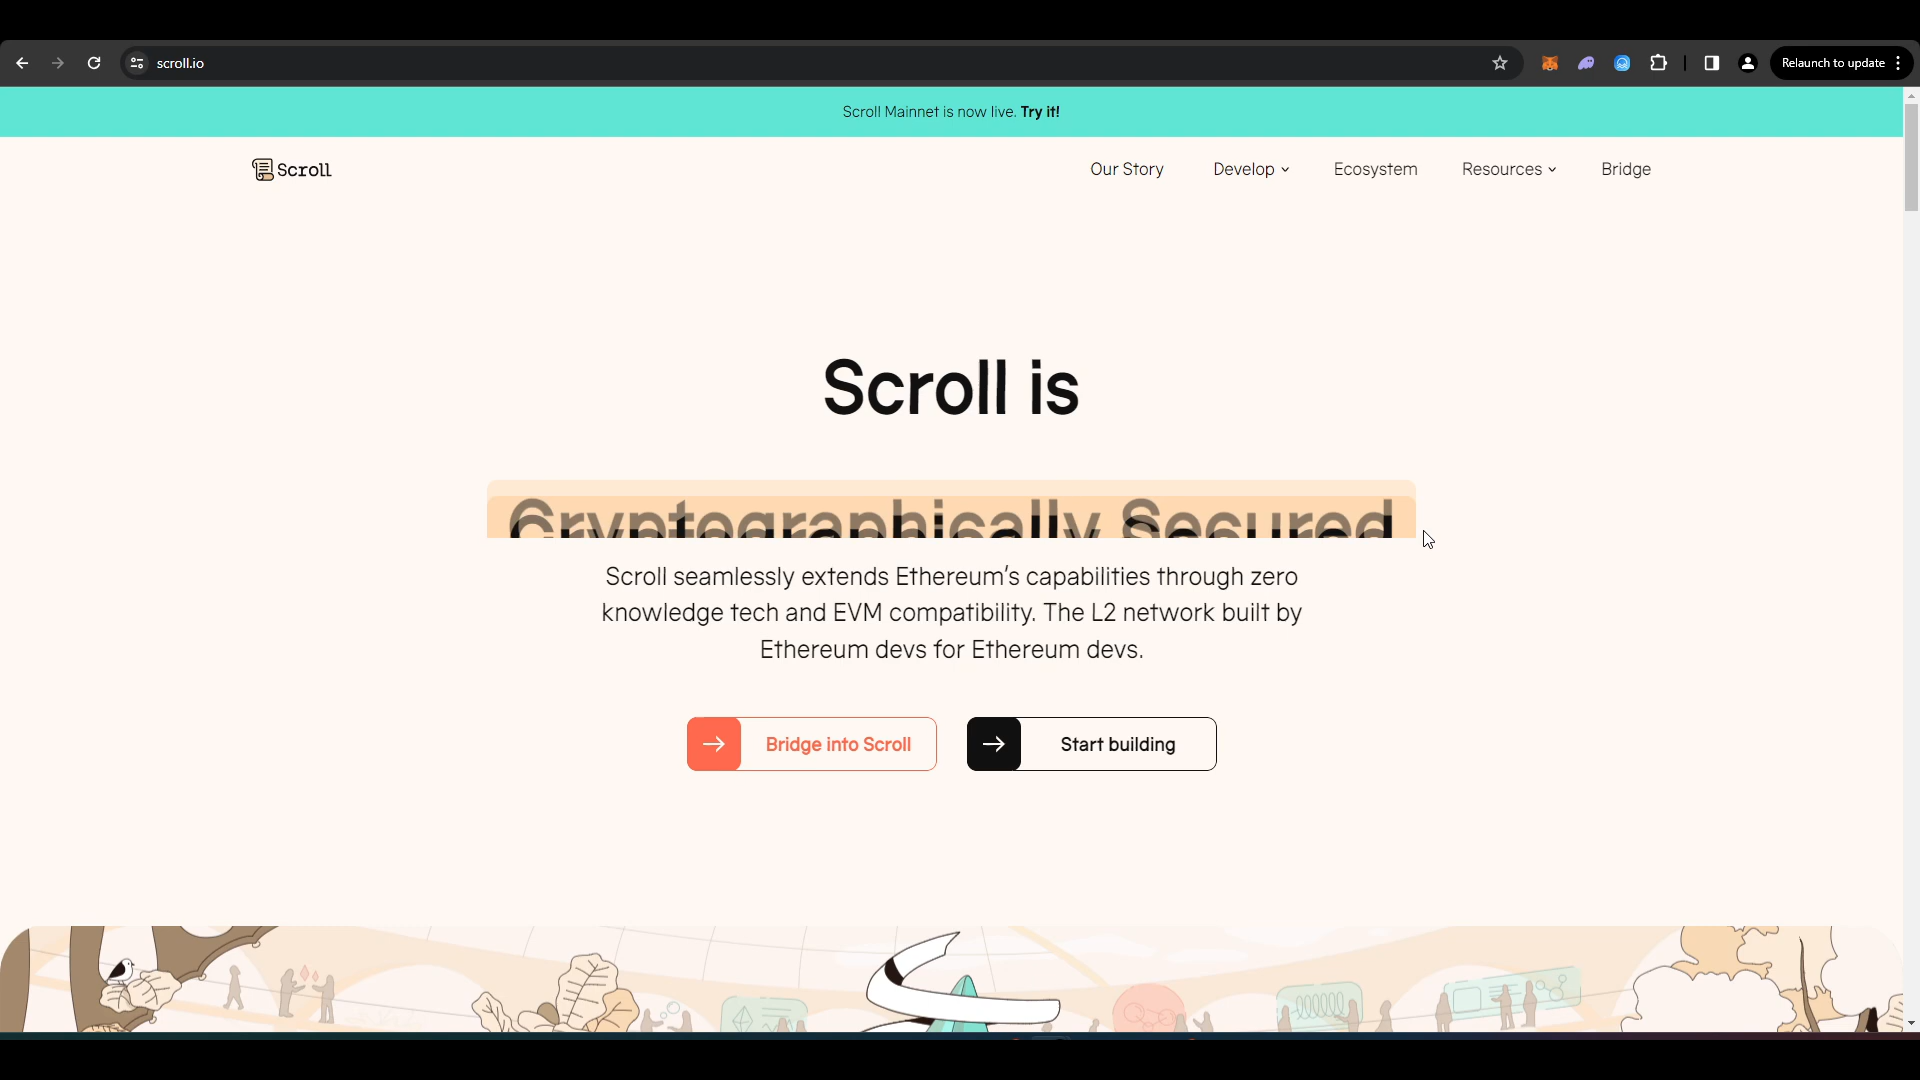 scroll.io
Relaunch to update
Scroll Mainnet is now live. Try it!
Scroll
Our Story
Develop
Ecosystem
Resources
Bridge
Scroll is
Cryptographically Secured
Scroll seamlessly extends Ethereum's capabilities through zero
knowledge tech and EVM compatibility. The L2 network built by
Ethereum devs for Ethereum devs.
Bridge into Scroll
Start building